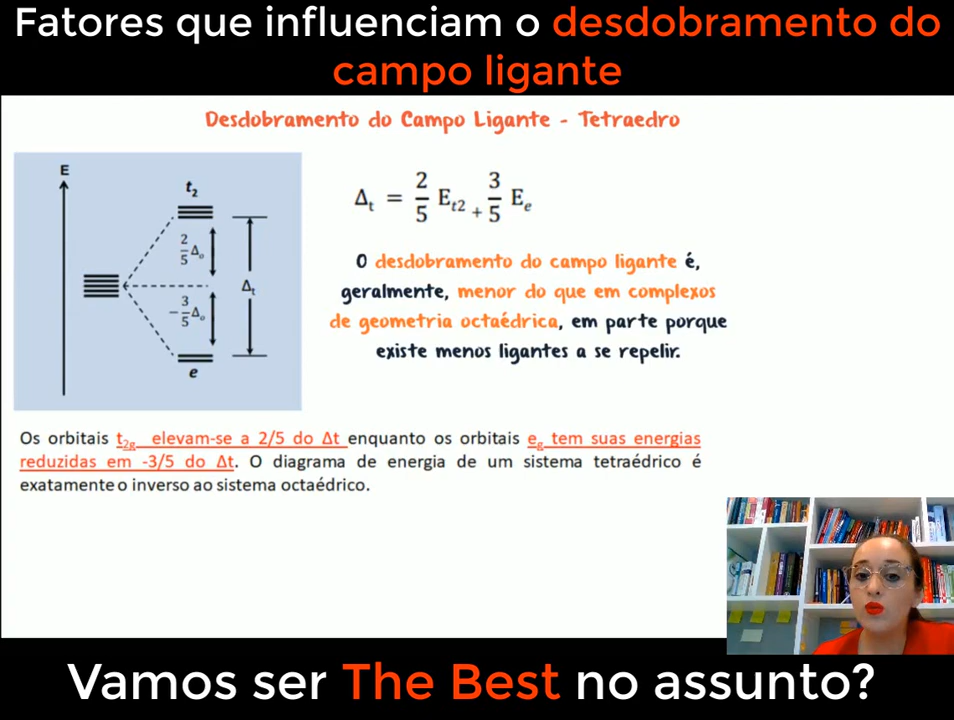 Fatores que influenciam o desdobramento do
campo ligante
Desdobramento do Campo Ligante - Tetraedro
E
t₂
2/5 Δₒ
Δₜ
-3/5 Δₒ
e
Δₜ = 2/5 Eₜ₂ + 3/5 Eₑ
O desdobramento do campo ligante é,
geralmente, menor do que em complexos
de geometria octaédrica, em parte porque
existe menos ligantes a se repelir.
Os orbitais t₂g elevam-se a 2/5 do Δt enquanto os orbitais eg tem suas energias
reduzidas em -3/5 do Δt. O diagrama de energia de um sistema tetraédrico é
exatamente o inverso ao sistema octaédrico.
Vamos ser The Best no assunto?